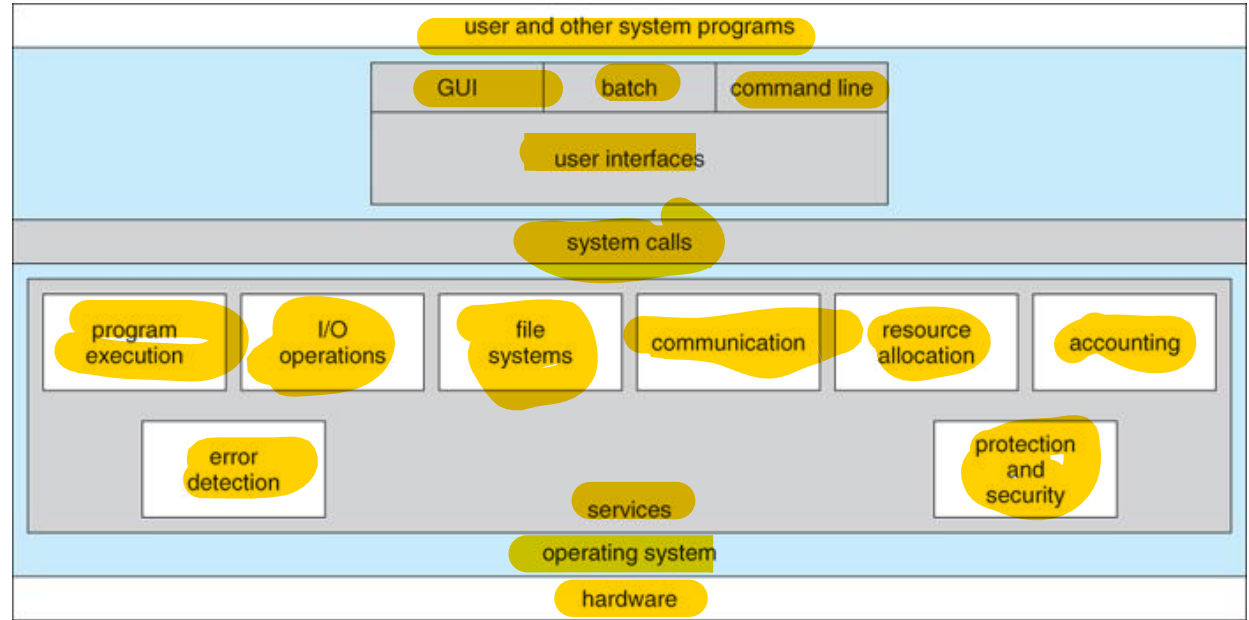 user and other system programs
GUI batch command line
user interfaces
system calls
program
execution
I/O
operations
file
systems
communication
resource
allocation
accounting
error
detection
protection
and
security
services
operating system
hardware